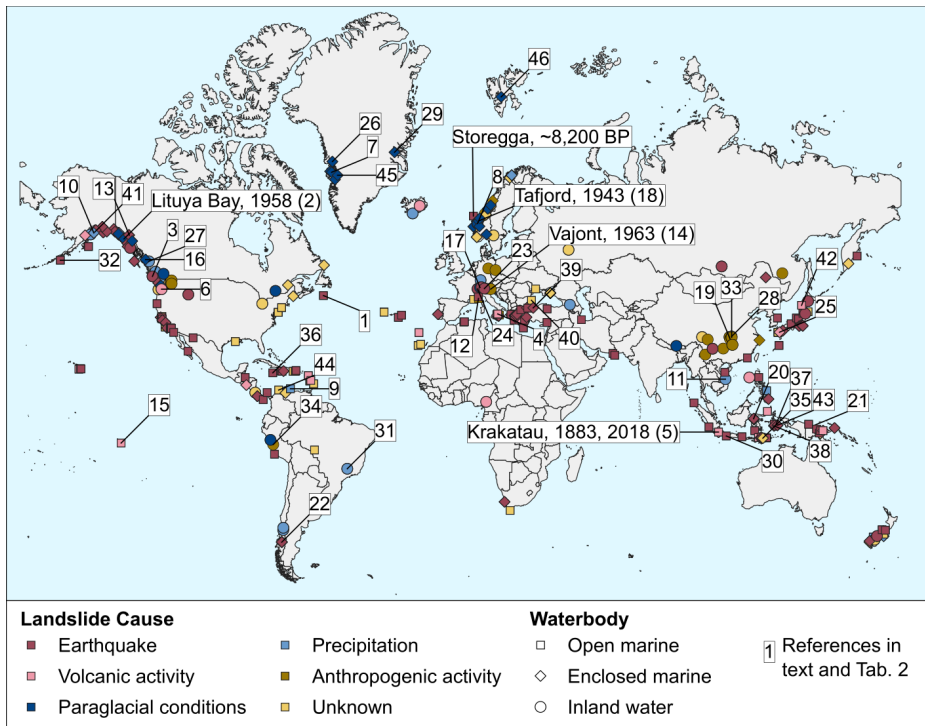 46
26
29
7
Storegga, ~8,200 BP
45
8
10
13
41
Tafjord, 1943 (18)
Lituya Bay, 1958 (2)
3
27
17
23
Vajont, 1963 (14)
42
32
16
39
19
33
28
6
25
1
12
24
4
40
36
44
9
11
20
37
34
35
43
21
15
31
Krakatau, 1883, 2018 (5)
38
30
22
Landslide Cause
Waterbody
Earthquake
Precipitation
Open marine
1
References in
text and Tab. 2
Volcanic activity
Anthropogenic activity
Enclosed marine
Paraglacial conditions
Unknown
Inland water